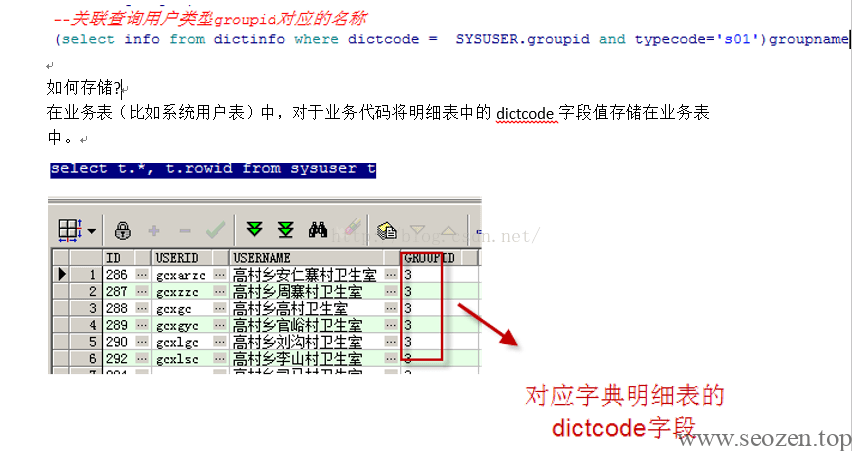 --关联查询用户类型groupid对应的名称
(select info from dictinfo where dictcode = SYSUSER.groupid and typecode='s01')groupname
如何存储?
在业务表（比如系统用户表）中，对于业务代码将明细表中的 dictcode 字段值存储在业务表
中。
select t.*, t.rowid from sysuser t
ID USERID USERNAME GROUPID
1 286 gcxarzc 高村乡安仁寨村卫生室 3
2 287 gcxzzc 高村乡周寨村卫生室 3
3 288 gcxgc 高村乡高村卫生室 3
4 289 gcxgyc 高村乡官峪村卫生室 3
5 290 gcxlgc 高村乡刘沟村卫生室 3
6 292 gcxlsc 高村乡李山村卫生室 3
对应字典明细表的
dictcode字段
www.seozen.top